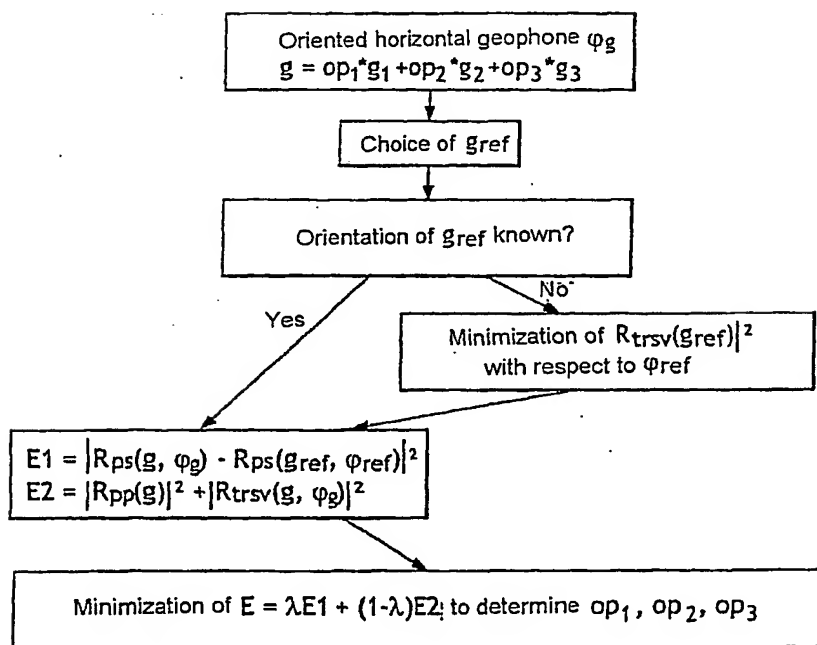 Oriented horizontal geophone φg
g = op₁*g₁+op₂*g₂+op₃*g₃
Choice of gref
Orientation of gref known?
Yes
No
Minimization of Rtrsv(gref)|²
with respect to φref
E1 = |Rps(g, φg) - Rps(gref, φref)|²
E2 = |Rpp(g)|² +|Rtrsv(g, φg)|²
Minimization of E = λE1 + (1-λ)E2; to determine op₁, op₂, op₃